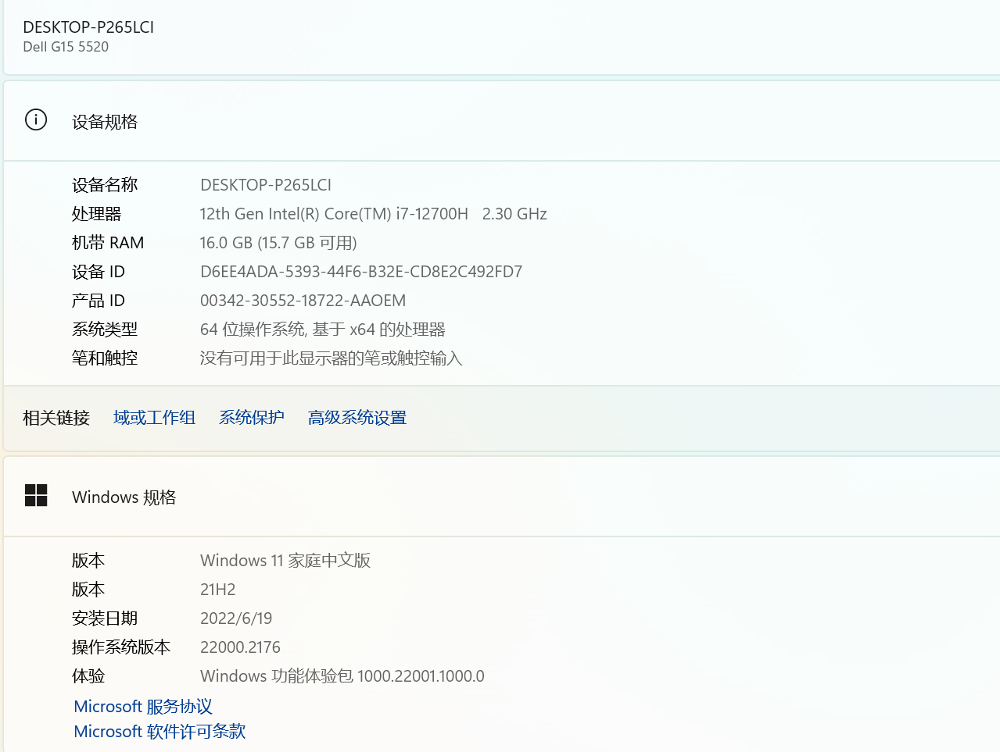 DESKTOP-P265LCI
Dell G15 5520
设备规格
设备名称 DESKTOP-P265LCI
处理器 12th Gen Intel(R) Core(TM) i7-12700H 2.30 GHz
机带 RAM 16.0 GB (15.7 GB 可用)
设备 ID D6EE4ADA-5393-44F6-B32E-CD8E2C492FD7
产品 ID 00342-30552-18722-AAOEM
系统类型 64 位操作系统, 基于 x64 的处理器
笔和触控 没有可用于此显示器的笔或触控输入
相关链接 域或工作组 系统保护 高级系统设置
Windows 规格
版本 Windows 11 家庭中文版
版本 21H2
安装日期 2022/6/19
操作系统版本 22000.2176
体验 Windows 功能体验包 1000.22001.1000.0
Microsoft 服务协议
Microsoft 软件许可条款